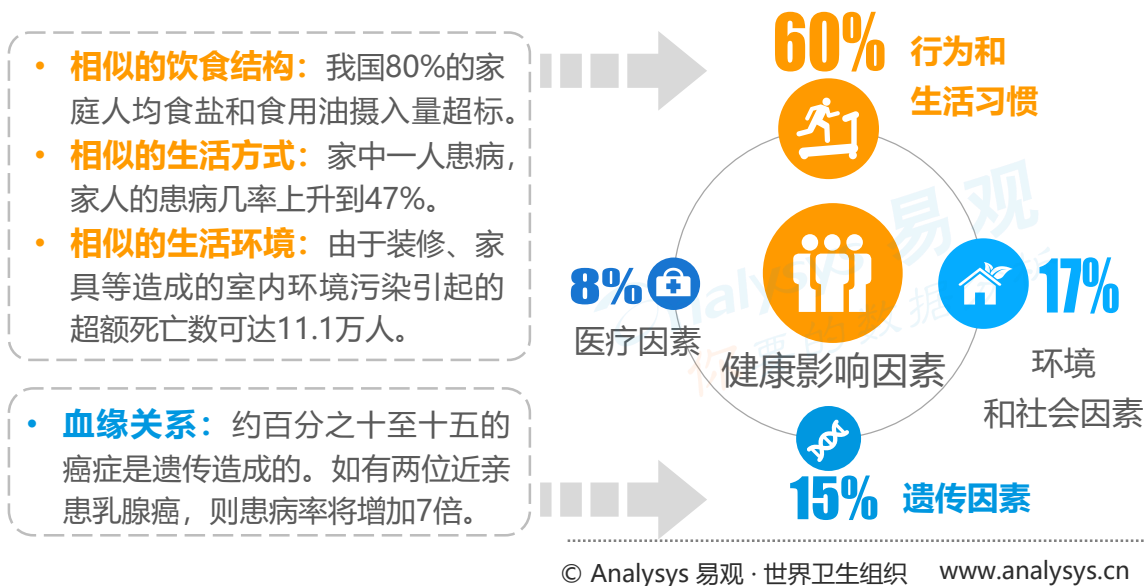 • 相似的饮食结构：我国80%的家
庭人均食盐和食用油摄入量超标。
• 相似的生活方式：家中一人患病，
家人的患病几率上升到47%。
• 相似的生活环境：由于装修、家
具等造成的室内环境污染引起的
超额死亡数可达11.1万人。
• 血缘关系：约百分之十至十五的
癌症是遗传造成的。如有两位近亲
患乳腺癌，则患病率将增加7倍。
60% 行为和
生活习惯
8%
医疗因素
健康影响因素
17%
环境
和社会因素
15% 遗传因素
nalysys 易观
你要的数据
© Analysys 易观 · 世界卫生组织 www.analysys.cn